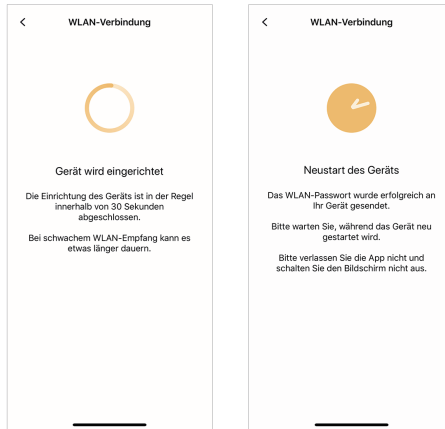 WLAN-Verbindung
Gerät wird eingerichtet
Die Einrichtung des Geräts ist in der Regel
innerhalb von 30 Sekunden
abgeschlossen.
Bei schwachem WLAN-Empfang kann es
etwas länger dauern.
WLAN-Verbindung
Neustart des Geräts
Das WLAN-Passwort wurde erfolgreich an
Ihr Gerät gesendet.
Bitte warten Sie, während das Gerät neu
gestartet wird.
Bitte verlassen Sie die App nicht und
schalten Sie den Bildschirm nicht aus.